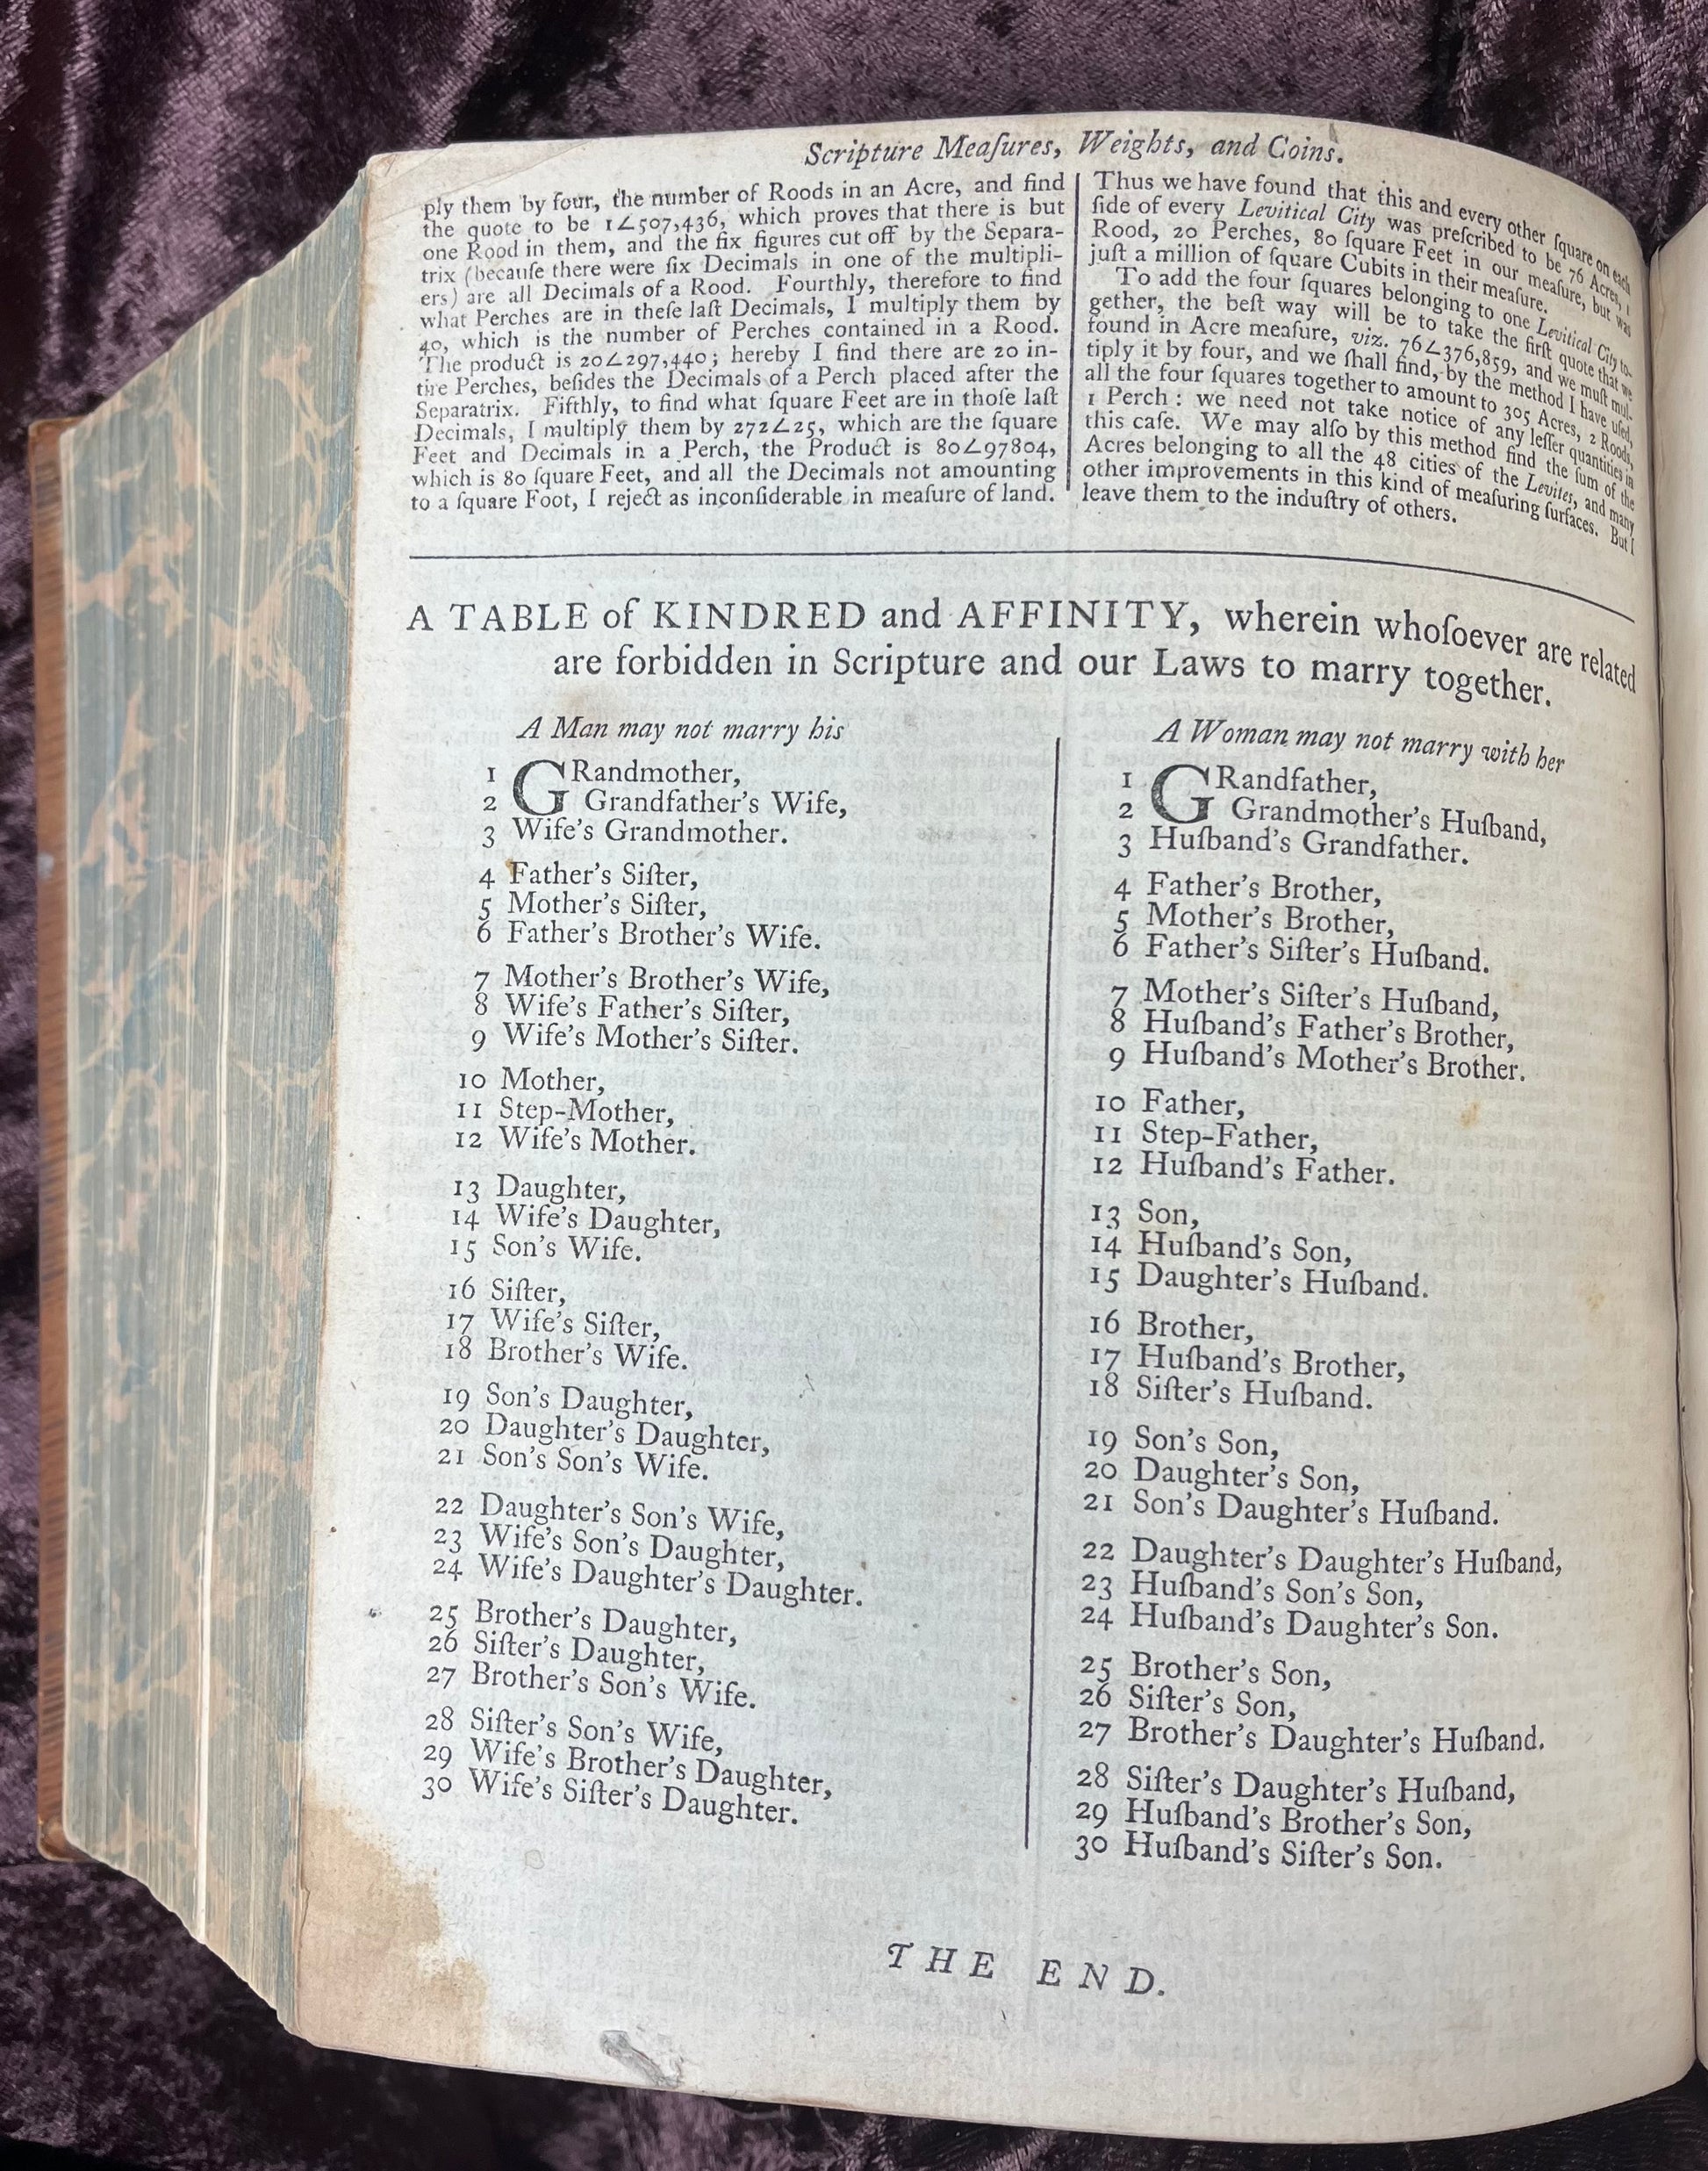 Scripture Meaſures, Weights, and Coins.
ply them by four, the number of Roods in an Acre, and find
the quote to be 1∠507,436, which proves that there is but
one Rood in them, and the ſix figures cut off by the Separa-
trix (becauſe there were ſix Decimals in one of the multipli-
ers) are all Decimals of a Rood. Fourthly, therefore to find
what Perches are in theſe laſt Decimals, I multiply them by
40, which is the number of Perches contained in a Rood.
The product is 20∠297,440; hereby I find there are 20 in-
tire Perches, beſides the Decimals of a Perch placed after the
Separatrix. Fifthly, to find what ſquare Feet are in thoſe laſt
Decimals, I multiply them by 272∠25, which are the ſquare
Feet and Decimals in a Perch, the Product is 80∠97804,
which is 80 ſquare Feet, and all the Decimals not amounting
to a ſquare Foot, I reject as inconſiderable in meaſure of land.
Thus we have found that this and every other ſquare on each
ſide of every Levitical City was preſcribed to be 76 Acres, 1
Rood, 20 Perches, 80 ſquare Feet in our meaſure, but was
juſt a million of ſquare Cubits in their meaſure.
To add the four ſquares belonging to one Levitical City to-
gether, the beſt way will be to take the firſt quote that we
found in Acre meaſure, viz. 76∠376,859, and we muſt mul-
tiply it by four, and we ſhall find, by the method I have uſed,
all the four ſquares together to amount to 305 Acres, 2 Roods,
1 Perch: we need not take notice of any leſſer quantities in
this caſe. We may alſo by this method find the ſum of the
Acres belonging to all the 48 cities of the Levites, and many
other improvements in this kind of meaſuring ſurfaces. But I
leave them to the induſtry of others.
A TABLE of KINDRED and AFFINITY, wherein whoſoever are related
are forbidden in Scripture and our Laws to marry together.
A Man may not marry his
1 GRandmother,
2 Grandfather's Wife,
3 Wife's Grandmother.
4 Father's Siſter,
5 Mother's Siſter,
6 Father's Brother's Wife.
7 Mother's Brother's Wife,
8 Wife's Father's Siſter,
9 Wife's Mother's Siſter.
10 Mother,
11 Step-Mother,
12 Wife's Mother.
13 Daughter,
14 Wife's Daughter,
15 Son's Wife.
16 Siſter,
17 Wife's Siſter,
18 Brother's Wife.
19 Son's Daughter,
20 Daughter's Daughter,
21 Son's Son's Wife.
22 Daughter's Son's Wife,
23 Wife's Son's Daughter,
24 Wife's Daughter's Daughter.
25 Brother's Daughter,
26 Siſter's Daughter,
27 Brother's Son's Wife.
28 Siſter's Son's Wife,
29 Wife's Brother's Daughter,
30 Wife's Siſter's Daughter.
A Woman may not marry with her
1 GRandfather,
2 Grandmother's Huſband,
3 Huſband's Grandfather.
4 Father's Brother,
5 Mother's Brother,
6 Father's Siſter's Huſband.
7 Mother's Siſter's Huſband,
8 Huſband's Father's Brother,
9 Huſband's Mother's Brother.
10 Father,
11 Step-Father,
12 Huſband's Father.
13 Son,
14 Huſband's Son,
15 Daughter's Huſband.
16 Brother,
17 Huſband's Brother,
18 Siſter's Huſband.
19 Son's Son,
20 Daughter's Son,
21 Son's Daughter's Huſband.
22 Daughter's Daughter's Huſband,
23 Huſband's Son's Son,
24 Huſband's Daughter's Son.
25 Brother's Son,
26 Siſter's Son,
27 Brother's Daughter's Huſband.
28 Siſter's Daughter's Huſband,
29 Huſband's Brother's Son,
30 Huſband's Siſter's Son.
THE END.